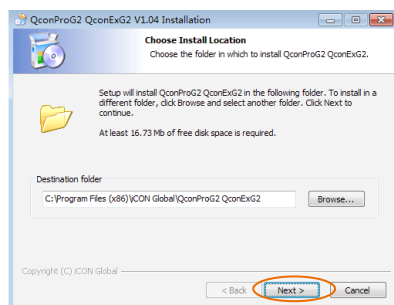 QconProG2 QconExG2 V1.04 Installation
Choose Install Location
Choose the folder in which to install QconProG2 QconExG2.
Setup will install QconProG2 QconExG2 in the following folder. To install in a
different folder, click Browse and select another folder. Click Next to
continue.
At least 16.73 Mb of free disk space is required.
Destination folder
C:\Program Files (x86)\iCON Global\QconProG2 QconExG2
Browse...
Copyright (C) iCON Global
< Back
Next >
Cancel